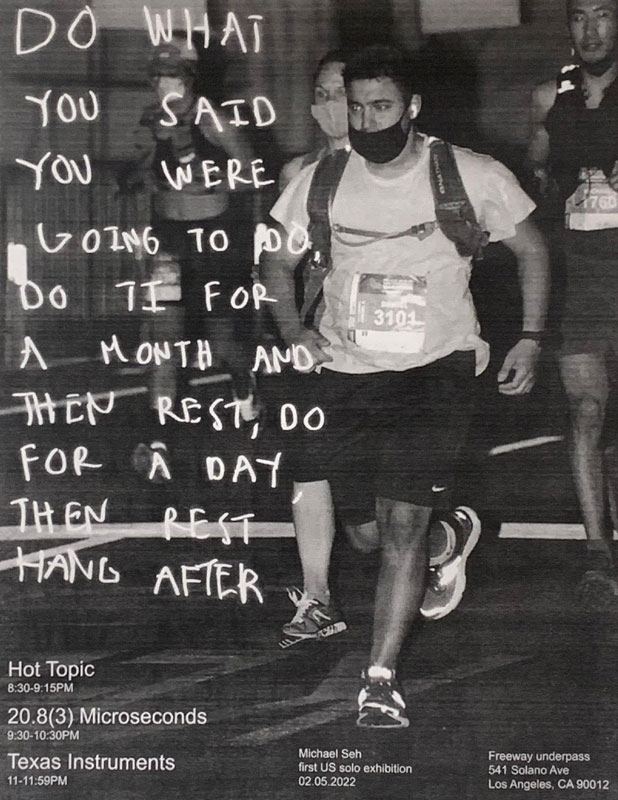 DO WHAT
YOU SAID
YOU WERE
GOING TO DO
DO TI FOR
A MONTH AND
THEN REST, DO
FOR A DAY,
THEN REST
HANG AFTER
3101
1760
Hot Topic
8:30-9:15PM
20.8(3) Microseconds
9:30-10:30PM
Texas Instruments
11-11:59PM
Michael Seh
first US solo exhibition
02.05.2022
Freeway underpass
541 Solano Ave
Los Angeles, CA 90012